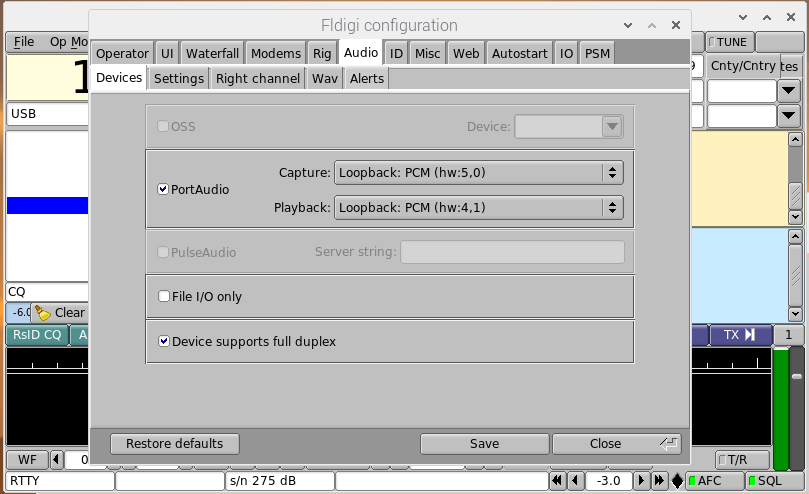 Fldigi configuration
File Op Mo
TUNE
Operator UI Waterfall Modems Rig Audio ID Misc Web Autostart IO PSM
Devices Settings Right channel Wav Alerts
9 Cnty/Cntry tes
1
USB
OSS Device:
Capture: Loopback: PCM (hw:5,0)
PortAudio
Playback: Loopback: PCM (hw:4,1)
PulseAudio Server string:
CQ
File I/O only
-6.0 Clear
RsID CQ A TX 1
Device supports full duplex
Restore defaults Save Close
WF 0 T/R
RTTY s/n 275 dB -3.0 AFC SQL